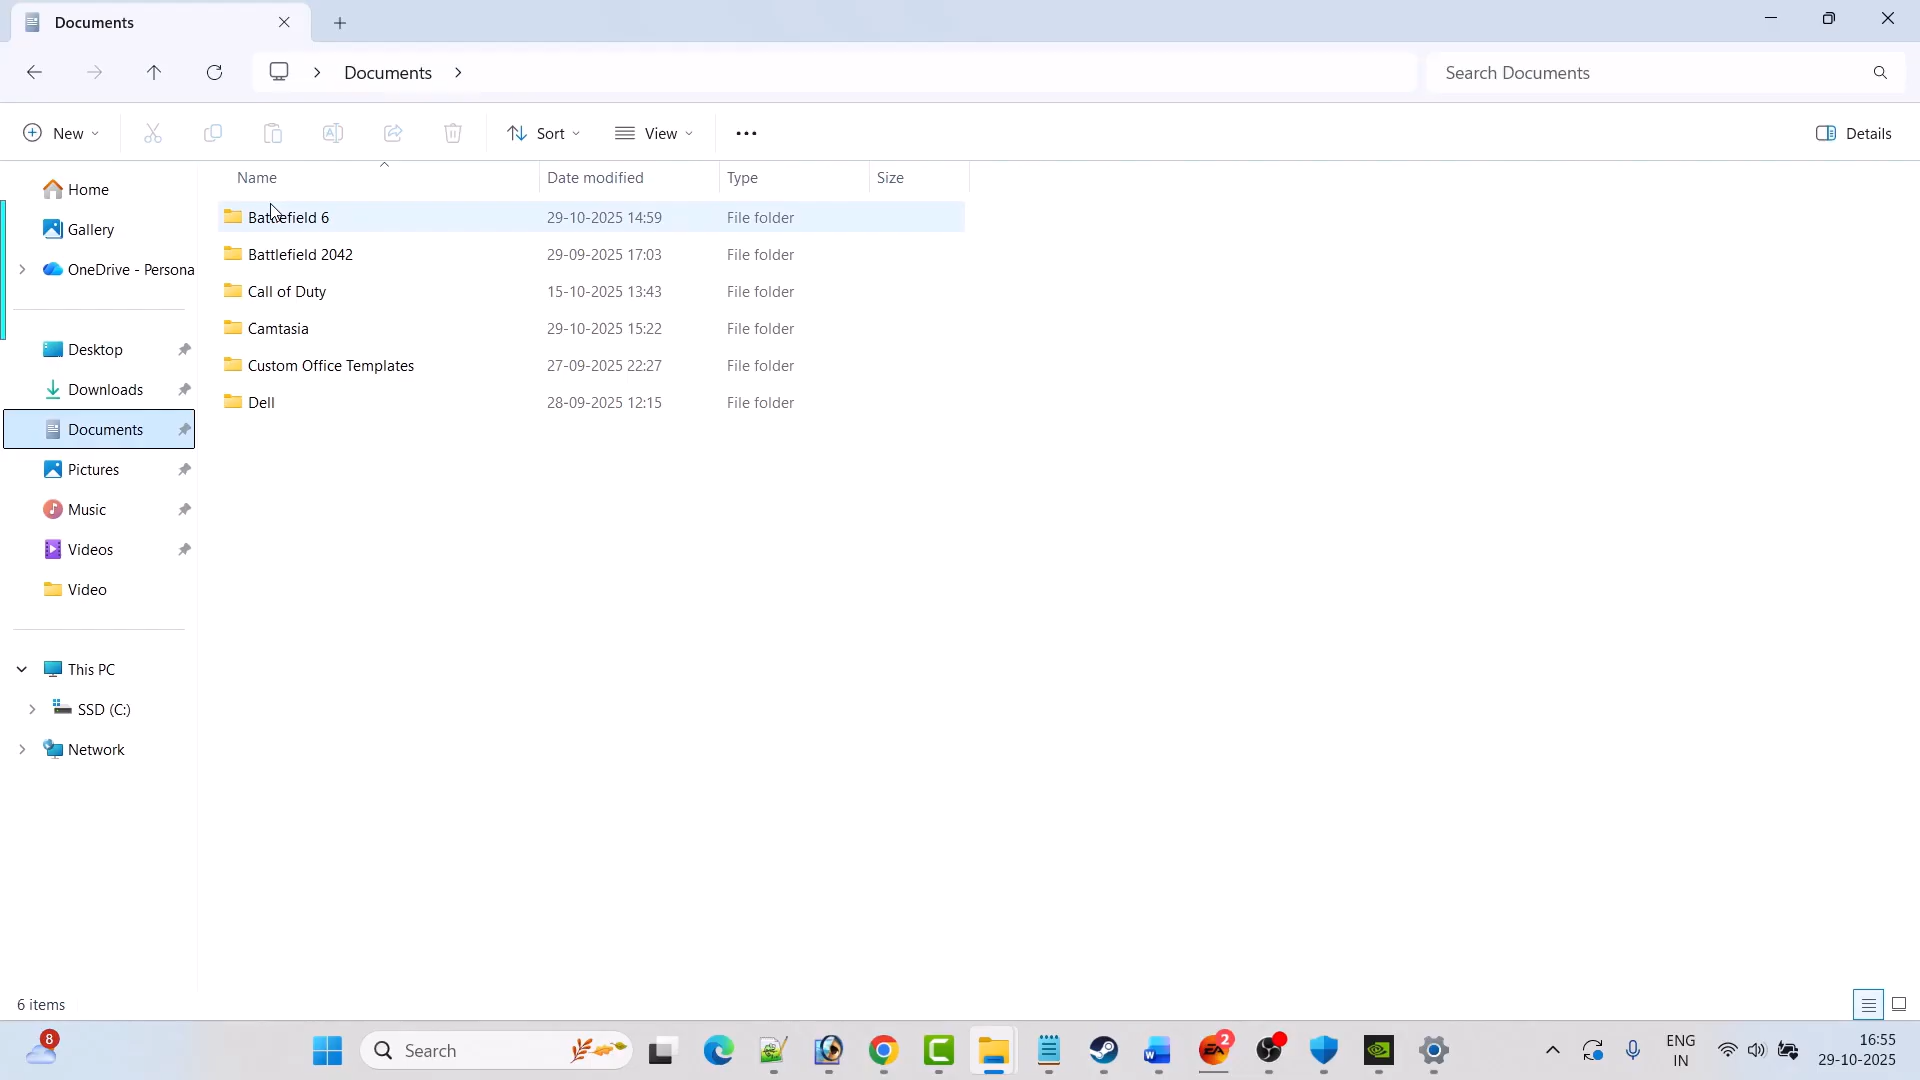 Documents
Documents
Search Documents
New
Sort
View
Details
Name
Date modified
Type
Size
Battlefield 6 29-10-2025 14:59 File folder
Battlefield 2042 29-09-2025 17:03 File folder
Call of Duty 15-10-2025 13:43 File folder
Camtasia 29-10-2025 15:22 File folder
Custom Office Templates 27-09-2025 22:27 File folder
Dell 28-09-2025 12:15 File folder
Home
Gallery
OneDrive - Persona
Desktop
Downloads
Documents
Pictures
Music
Videos
Video
This PC
SSD (C:)
Network
6 items
8
Search
EA
2
ENG
IN
16:55
29-10-2025